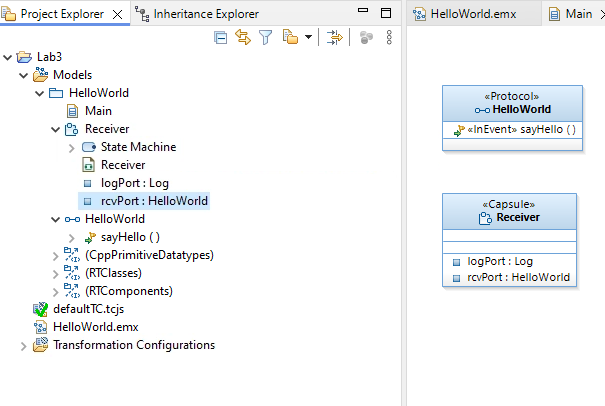 Project Explorer
Inheritance Explorer
Lab3
Models
HelloWorld
Main
Receiver
State Machine
Receiver
logPort : Log
rcvPort : HelloWorld
HelloWorld
sayHello ( )
(CppPrimitiveDatatypes)
(RTClasses)
(RTComponents)
defaultTC.tcjs
HelloWorld.emx
Transformation Configurations
HelloWorld.emx
Main
«Protocol»
HelloWorld
«InEvent» sayHello ( )
«Capsule»
Receiver
logPort : Log
rcvPort : HelloWorld